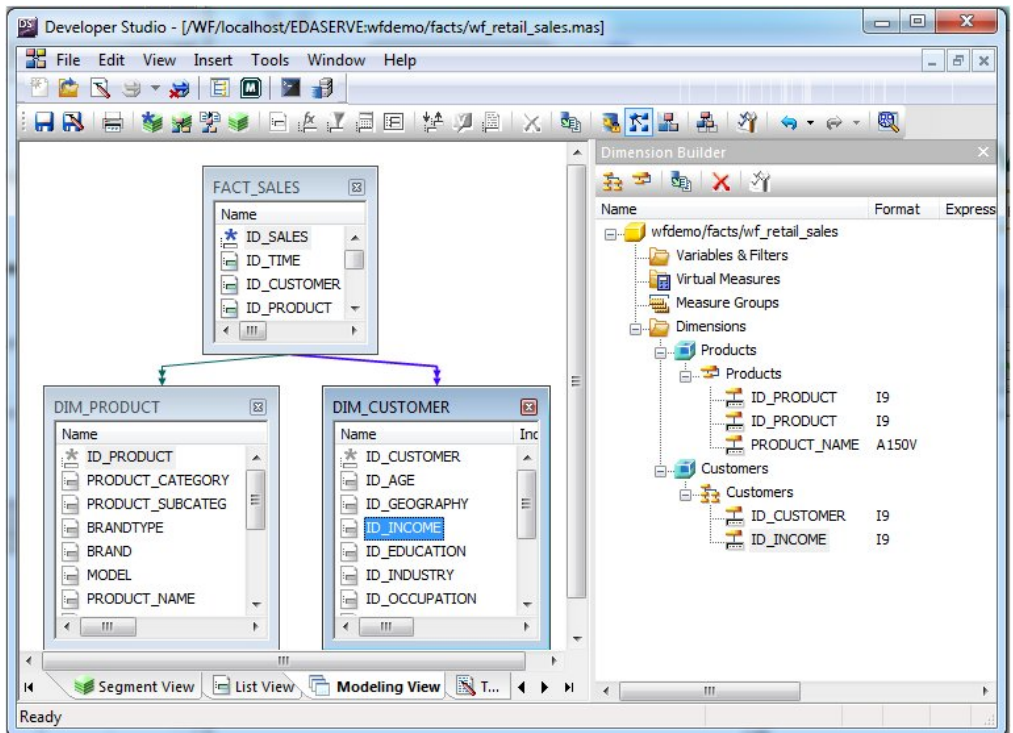 DS Developer Studio - [/WF/localhost/EDASERVE:wfdemo/facts/wf_retail_sales.mas]
File Edit View Insert Tools Window Help
FACT_SALES
Name
ID_SALES
ID_TIME
ID_CUSTOMER
ID_PRODUCT
DIM_PRODUCT
Name
ID_PRODUCT
PRODUCT_CATEGORY
PRODUCT_SUBCATEG
BRANDTYPE
BRAND
MODEL
PRODUCT_NAME
DIM_CUSTOMER
Name Inc
ID_CUSTOMER
ID_AGE
ID_GEOGRAPHY
ID_INCOME
ID_EDUCATION
ID_INDUSTRY
ID_OCCUPATION
Segment View List View Modeling View T...
Dimension Builder
Name Format Express
wfdemo/facts/wf_retail_sales
Variables & Filters
Virtual Measures
Measure Groups
Dimensions
Products
Products
ID_PRODUCT I9
ID_PRODUCT I9
PRODUCT_NAME A150V
Customers
Customers
ID_CUSTOMER I9
ID_INCOME I9
Ready